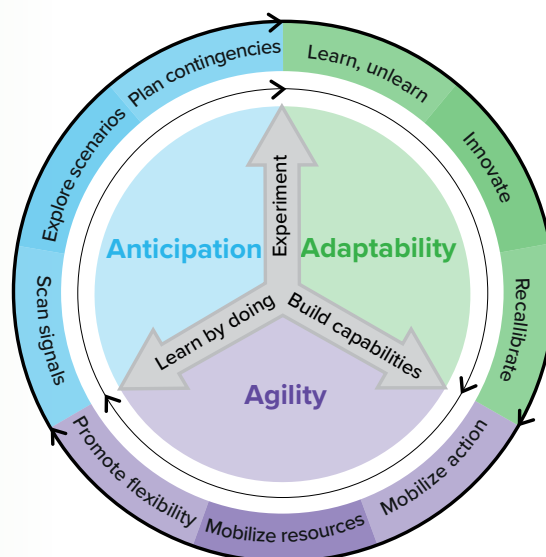 Plan contingencies
Learn, unlearn
Explore scenarios
Innovate
Experiment
Anticipation
Adaptability
Scan signals
Learn by doing
Build capabilities
Recallibrate
Agility
Promote flexibility
Mobilize resources
Mobilize action